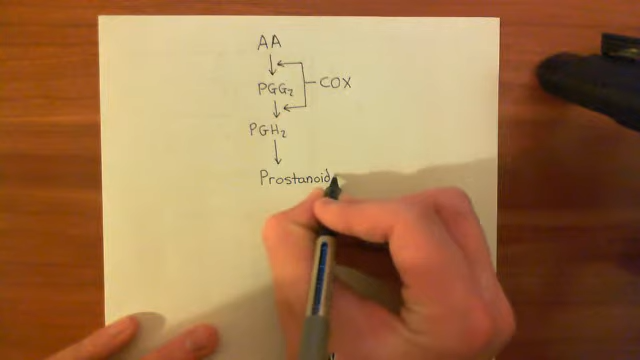 AA
PGG₂
COX
PGH₂
Prostanoid